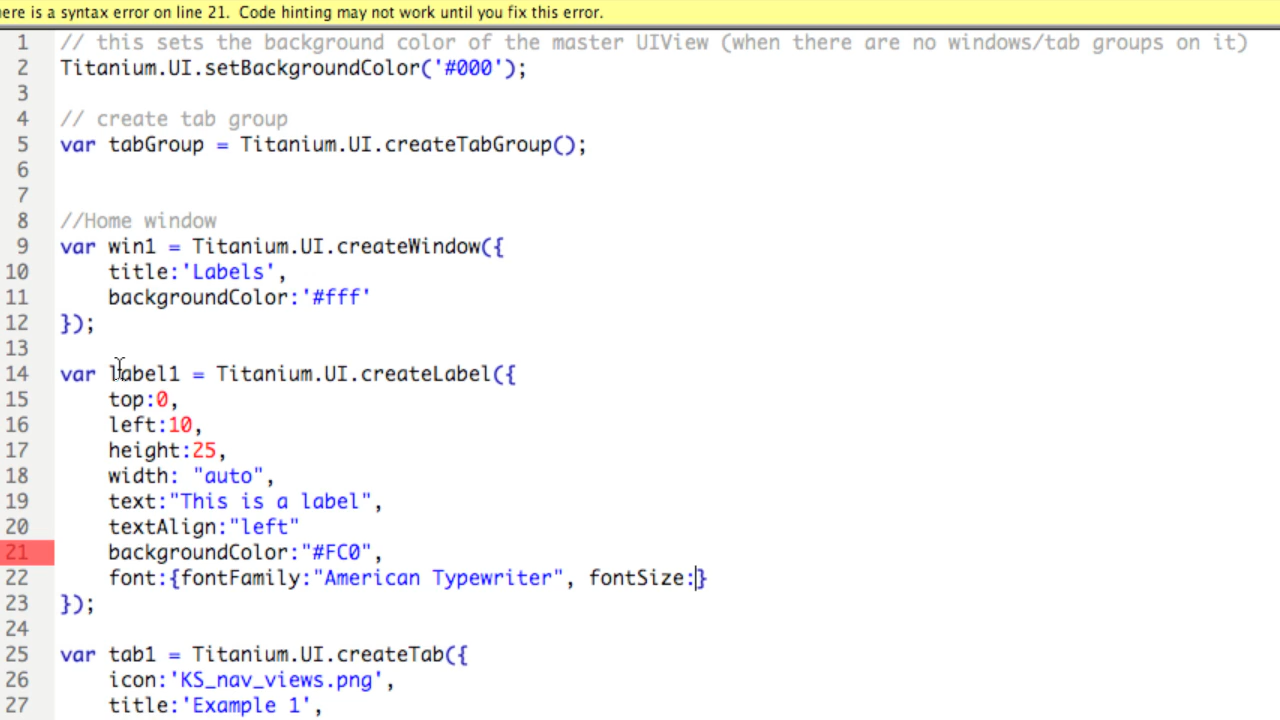 here is a syntax error on line 21. Code hinting may not work until you fix this error.
1 // this sets the background color of the master UIView (when there are no windows/tab groups on it)
2 Titanium.UI.setBackgroundColor('#000');
3
4 // create tab group
5 var tabGroup = Titanium.UI.createTabGroup();
6
7
8 //Home window
9 var win1 = Titanium.UI.createWindow({
10 title:'Labels',
11 backgroundColor:'#fff'
12 });
13
14 var label1 = Titanium.UI.createLabel({
15 top:0,
16 left:10,
17 height:25,
18 width: "auto",
19 text:"This is a label",
20 textAlign:"left"
21 backgroundColor:"#FC0",
22 font:{fontFamily:"American Typewriter", fontSize:}
23 });
24
25 var tab1 = Titanium.UI.createTab({
26 icon:'KS_nav_views.png',
27 title:'Example 1',